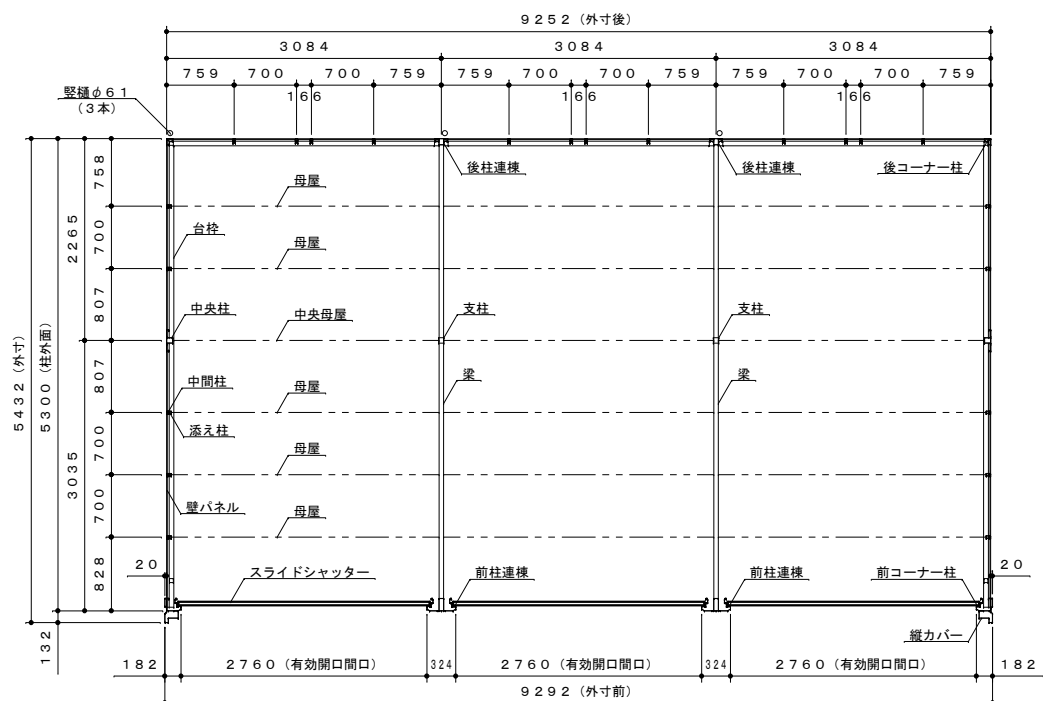 ９２５２（外寸後）
３０８４ ３０８４ ３０８４
７５９ ７００ ７００ ７５９ ７５９ ７００ ７００ ７５９ ７５９ ７００ ７００ ７５９
１６６ １６６ １６６
竪樋φ６１
（３本）
後柱連棟 後柱連棟 後コーナー柱
母屋
台枠
母屋
中央柱 中央母屋 支柱 支柱
中間柱 母屋 梁 梁
添え柱
母屋
壁パネル
母屋
スライドシャッター 前柱連棟 前柱連棟 前コーナー柱
縦カバー
７５８
７００
８０７
８０７
７００
７００
８２８
２２６５
３０３５
５３００（柱外面）
５４３２（外寸）
１３２
２０ ２０
１８２ ２７６０（有効開口間口） ３２４ ２７６０（有効開口間口） ３２４ ２７６０（有効開口間口） １８２
９２９２（外寸前）